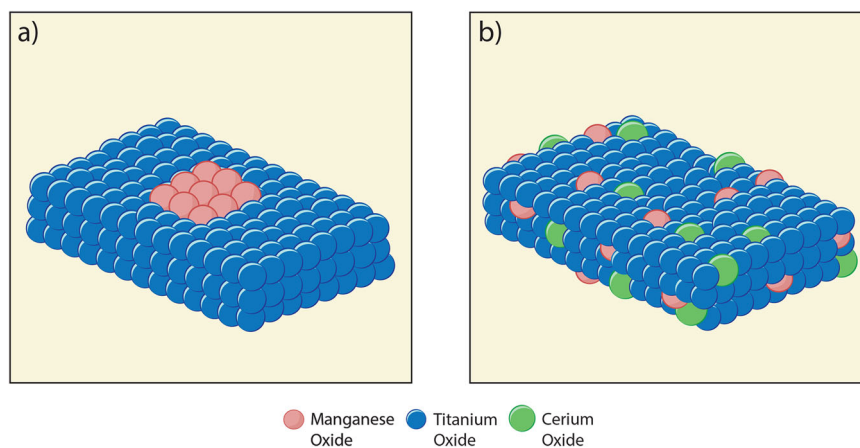 a)
b)
Manganese Oxide
Titanium Oxide
Cerium Oxide